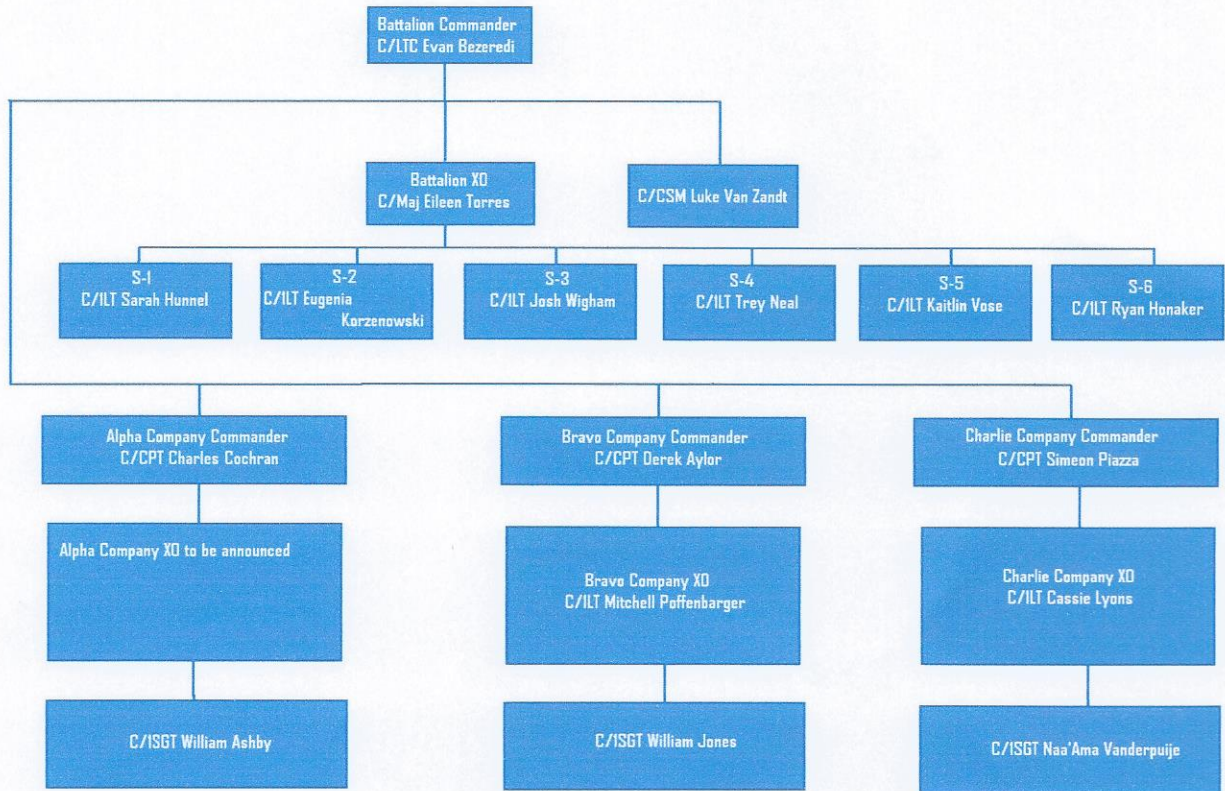 Battalion Commander
C/LTC Evan Bezeredi
Battalion XO
C/Maj Eileen Torres
C/CSM Luke Van Zandt
S-1
C/1LT Sarah Hunnel
S-2
C/1LT Eugenia
Korzenowski
S-3
C/1LT Josh Wigham
S-4
C/1LT Trey Neal
S-5
C/1LT Kaitlin Vose
S-6
C/1LT Ryan Honaker
Alpha Company Commander
C/CPT Charles Cochran
Bravo Company Commander
C/CPT Derek Aylor
Charlie Company Commander
C/CPT Simeon Piazza
Alpha Company XO to be announced
Bravo Company XO
C/1LT Mitchell Poffenbarger
Charlie Company XO
C/1LT Cassie Lyons
C/1SGT William Ashby
C/1SGT William Jones
C/1SGT Naa'Ama Vanderpuije